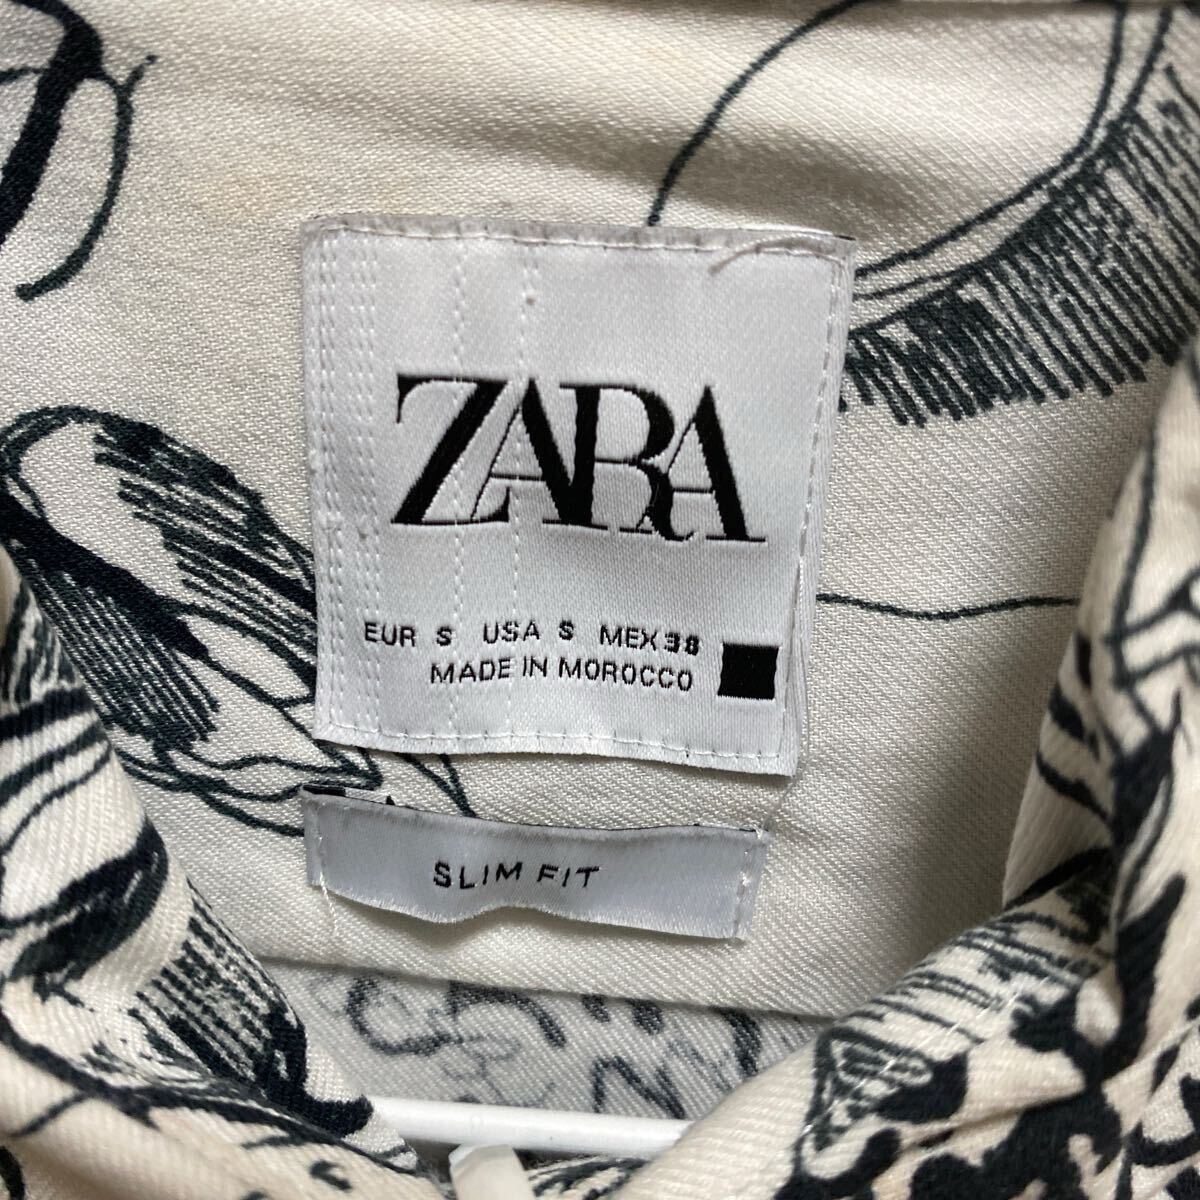 ZARA
EUR S USA S MEX 38
MADE IN MOROCCO
SLIM FIT